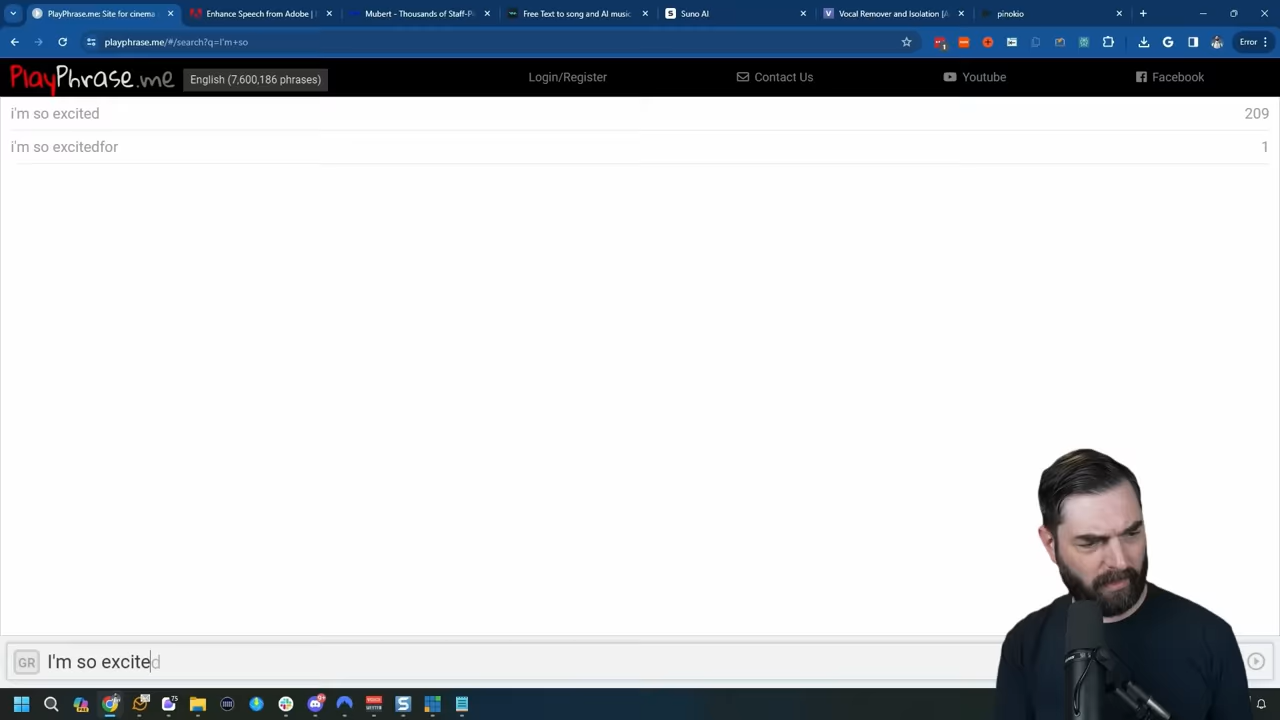 PlayPhrase.me: Site for cinema
Enhance Speech from Adobe |
Mubert - Thousands of Staff-P
Free Text to song and AI music
Suno AI
Vocal Remover and Isolation [A
pinokio
playphrase.me/#/search?q=I'm+so
Error
PlayPhrase.me
English (7,600,186 phrases)
Login/Register
Contact Us
Youtube
Facebook
i'm so excited
209
i'm so excitedfor
1
GR
I'm so excited